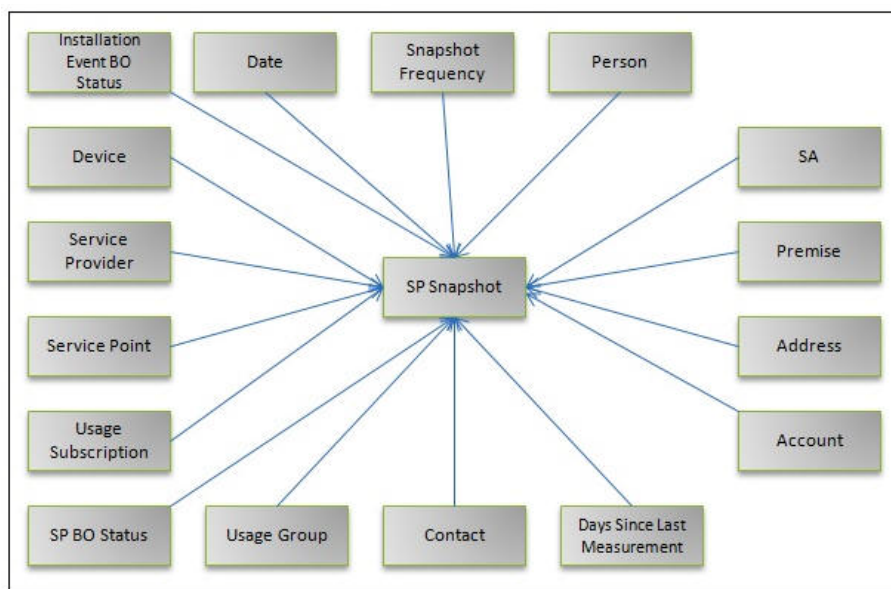 Installation
Event BO
Status
Date
Snapshot
Frequency
Person
Device
SA
Service
Provider
Premise
SP Snapshot
Service Point
Address
Usage
Subscription
Account
SP BO Status
Usage Group
Contact
Days Since Last
Measurement